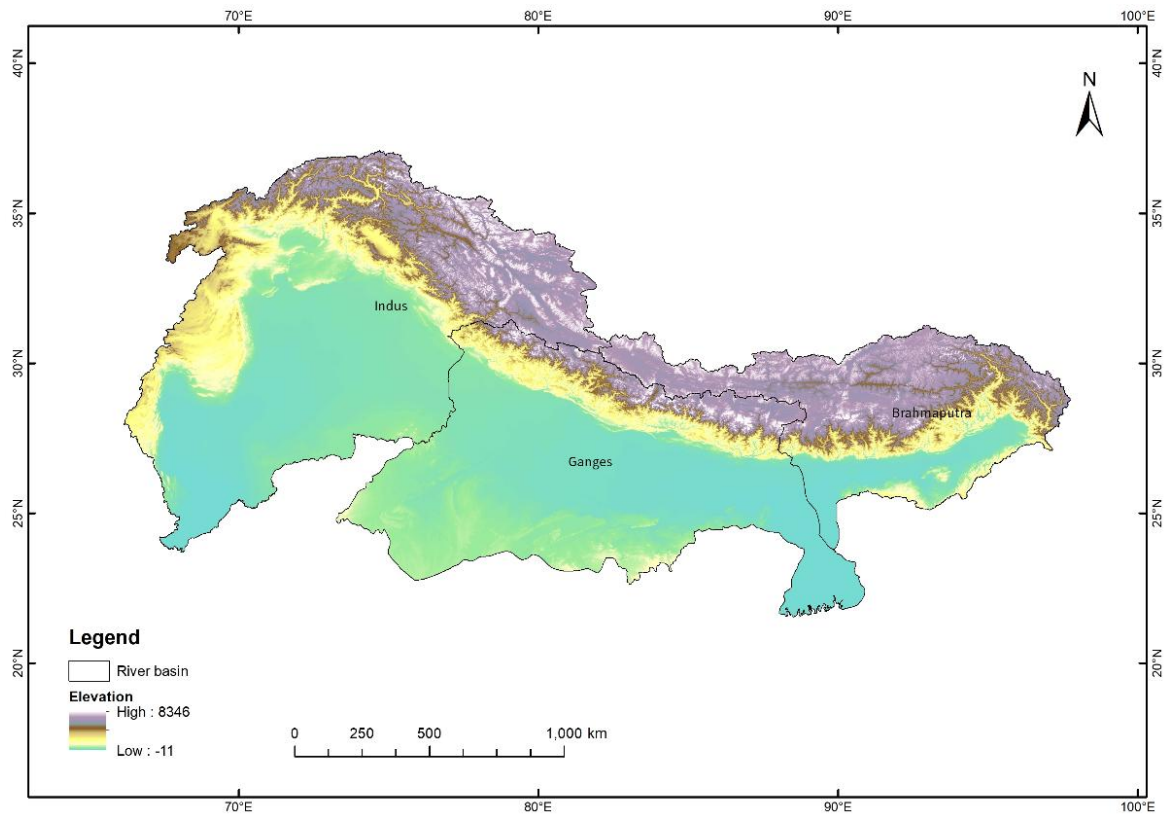 70°E 80°E 90°E 100°E
40°N 40°N
N
35°N 35°N
Indus
30°N 30°N
Brahmaputra
Ganges
25°N 25°N
Legend
River basin
20°N 20°N
Elevation
High : 8346
Low : -11
0 250 500 1,000 km
70°E 80°E 90°E 100°E